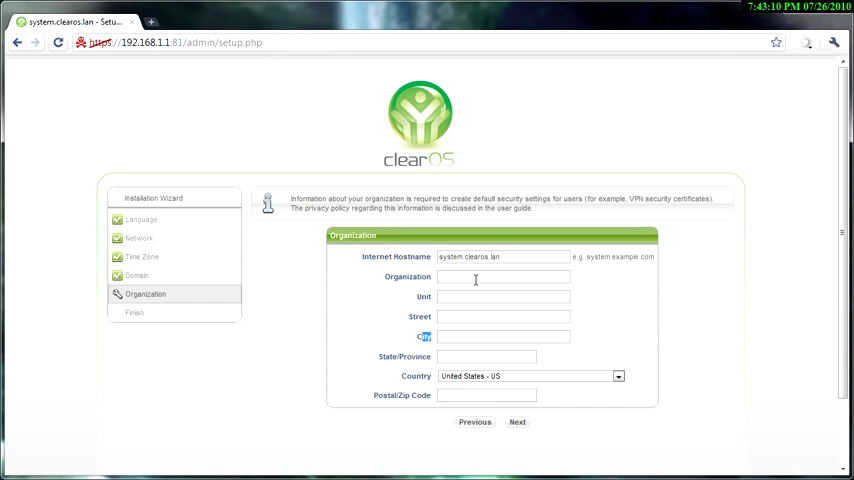 7:43:10 PM 07/26/2010
system.clearos.lan - Setu...
https://192.168.1.1:81/admin/setup.php
clearOS
Installation Wizard
Language
Network
Time Zone
Domain
Organization
Finish
Information about your organization is required to create default security settings for users (for example, VPN security certificates).
The privacy policy regarding this information is discussed in the user guide.
Organization
Internet Hostname system.clearos.lan e.g. system.example.com
Organization
Unit
Street
City
State/Province
Country United States - US
Postal/Zip Code
Previous Next